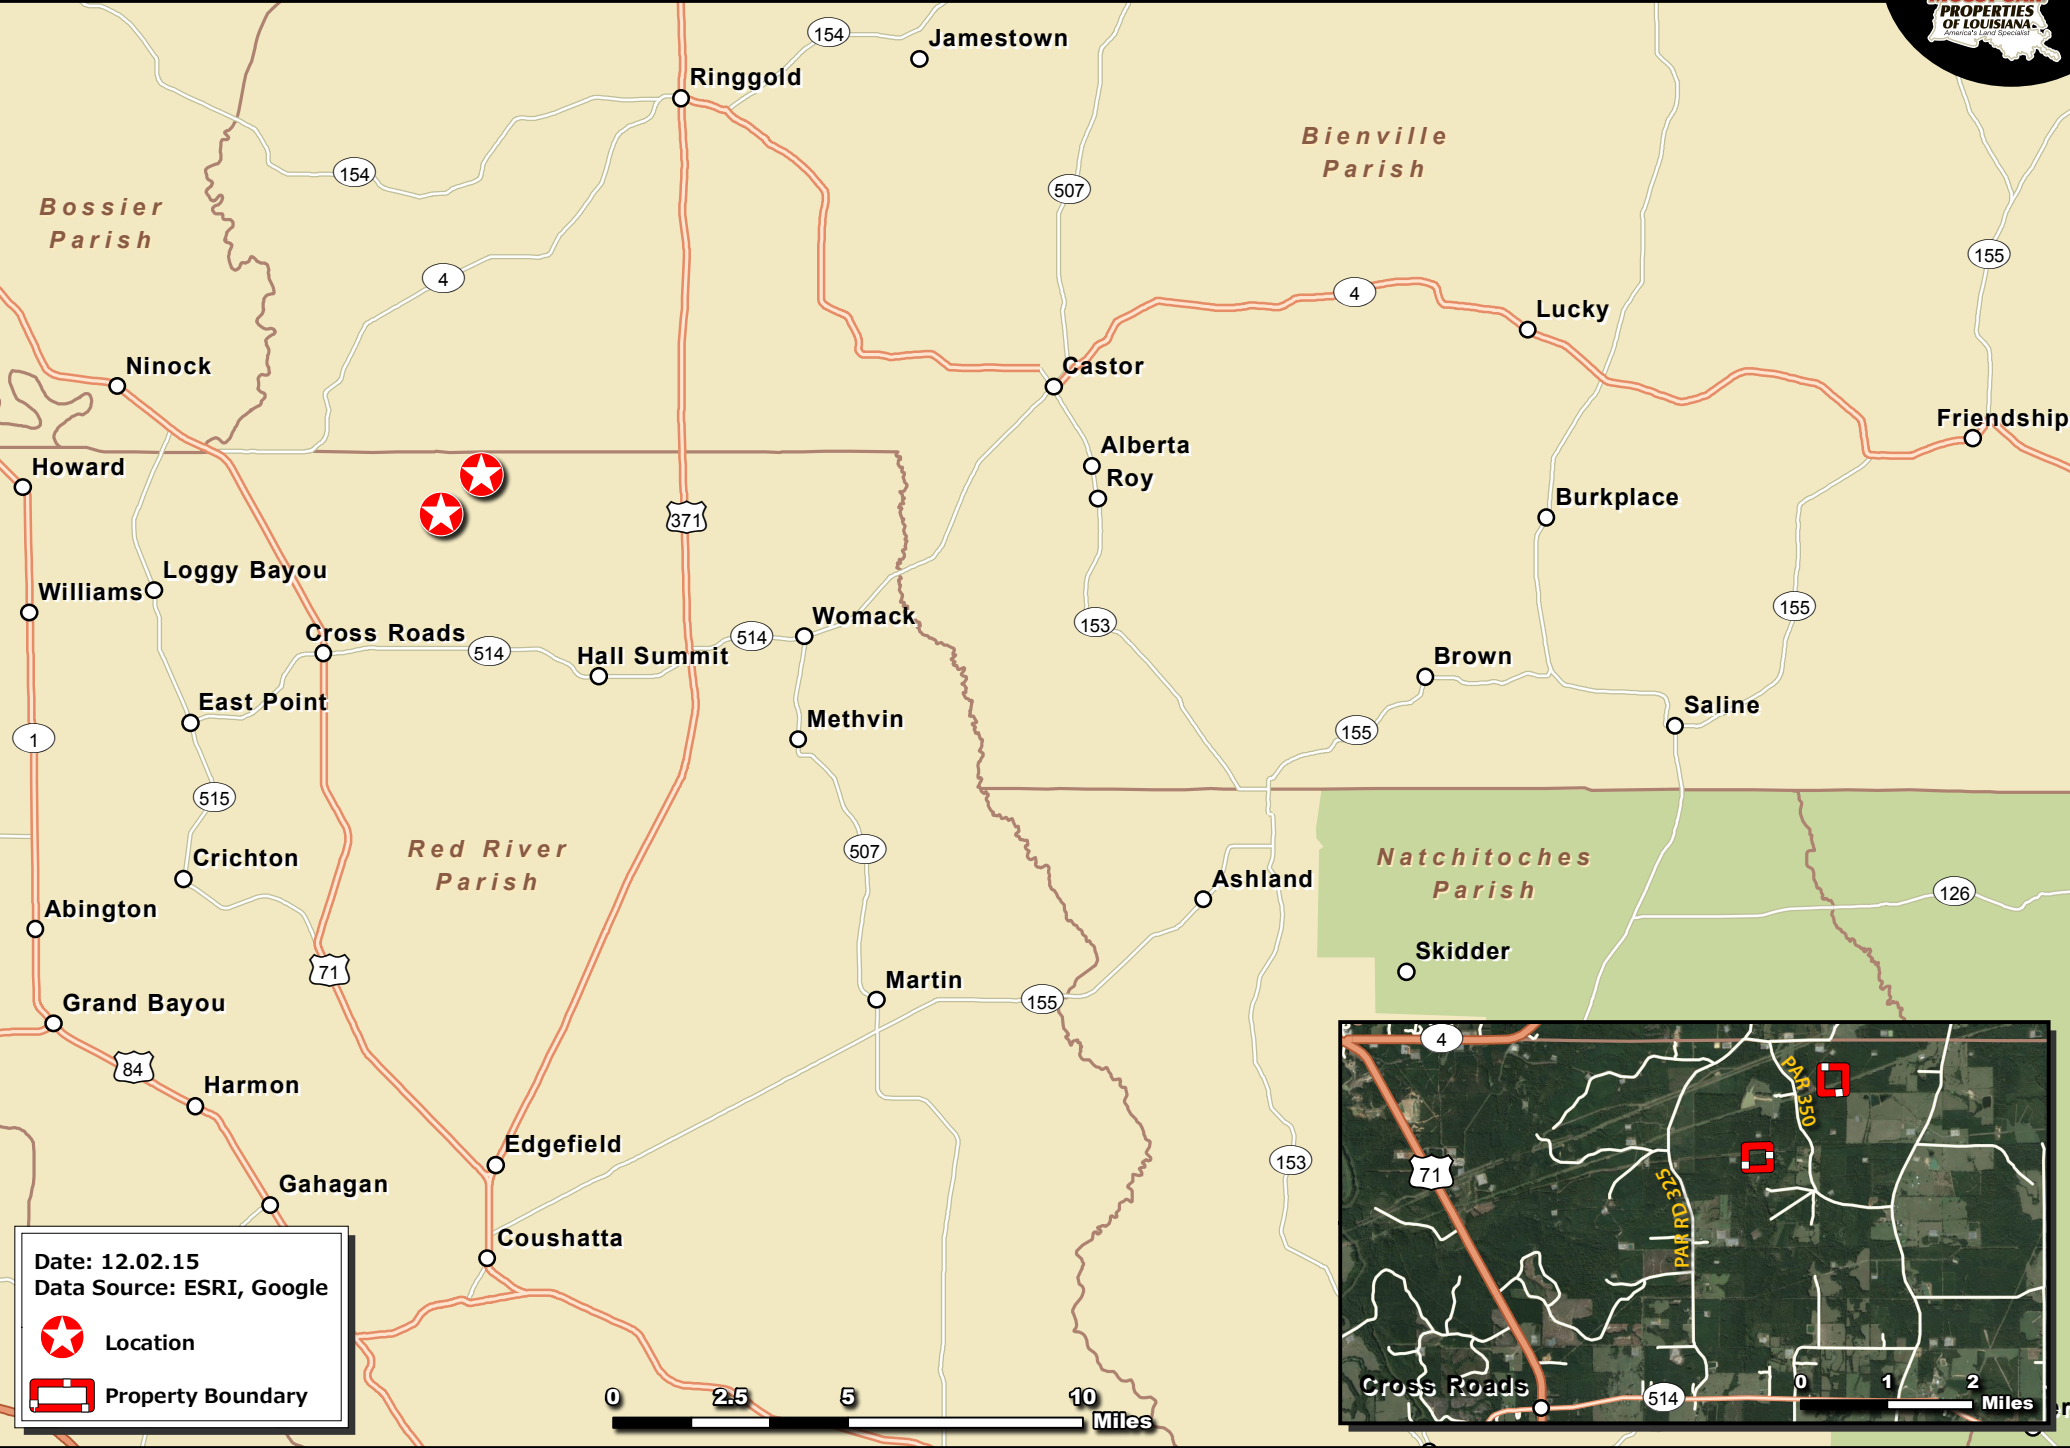 PROPERTIES
OF LOUISIANA
America's Land Specialist
154
Jamestown
Ringgold
Bienville
Parish
154
507
Bossier
Parish
155
4
4
Lucky
Ninock
Castor
Friendship
Howard
Alberta
Roy
371
Burkplace
Loggy Bayou
Williams
155
Womack
153
Cross Roads
514
514
Hall Summit
Brown
East Point
Saline
Methvin
1
155
515
Red River
Parish
507
Crichton
Natchitoches
Parish
Ashland
126
Abington
Skidder
71
Martin
155
Grand Bayou
84
Harmon
4
PAR 350
Edgefield
153
71
Gahagan
PAR RD 325
Coushatta
Date: 12.02.15
Data Source: ESRI, Google
Location
Property Boundary
0 2.5 5 10
Miles
Cross Roads
514
0 1 2
Miles